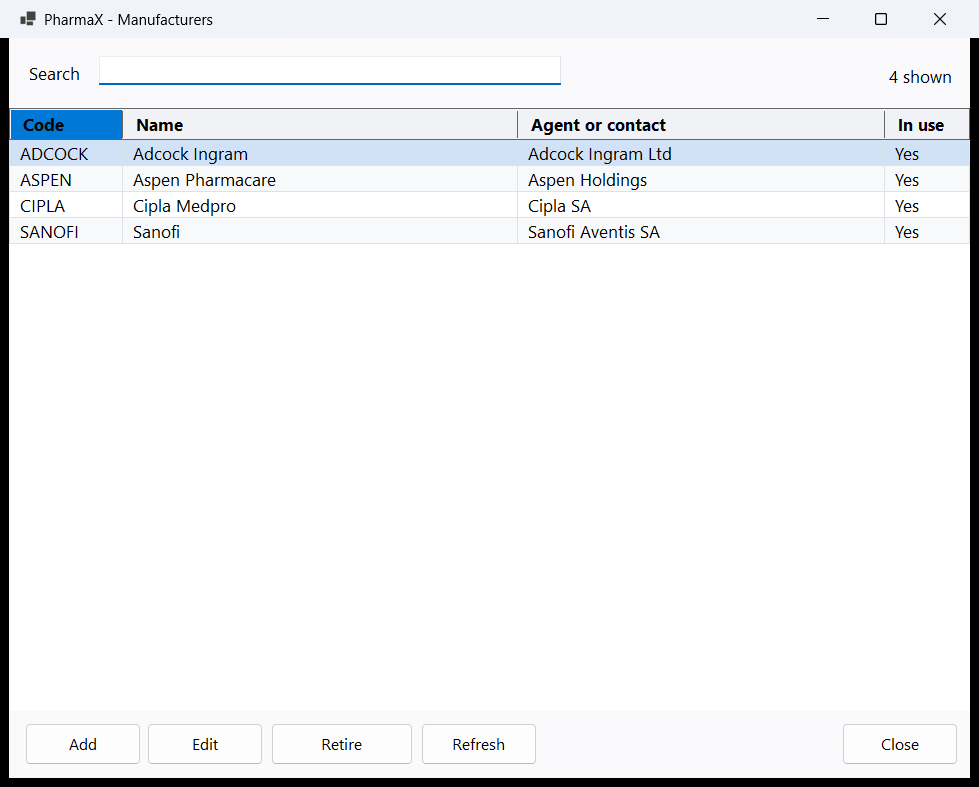 PharmaX - Manufacturers
Search
4 shown
Code Name Agent or contact In use
ADCOCK Adcock Ingram Adcock Ingram Ltd Yes
ASPEN Aspen Pharmacare Aspen Holdings Yes
CIPLA Cipla Medpro Cipla SA Yes
SANOFI Sanofi Sanofi Aventis SA Yes
Add Edit Retire Refresh Close